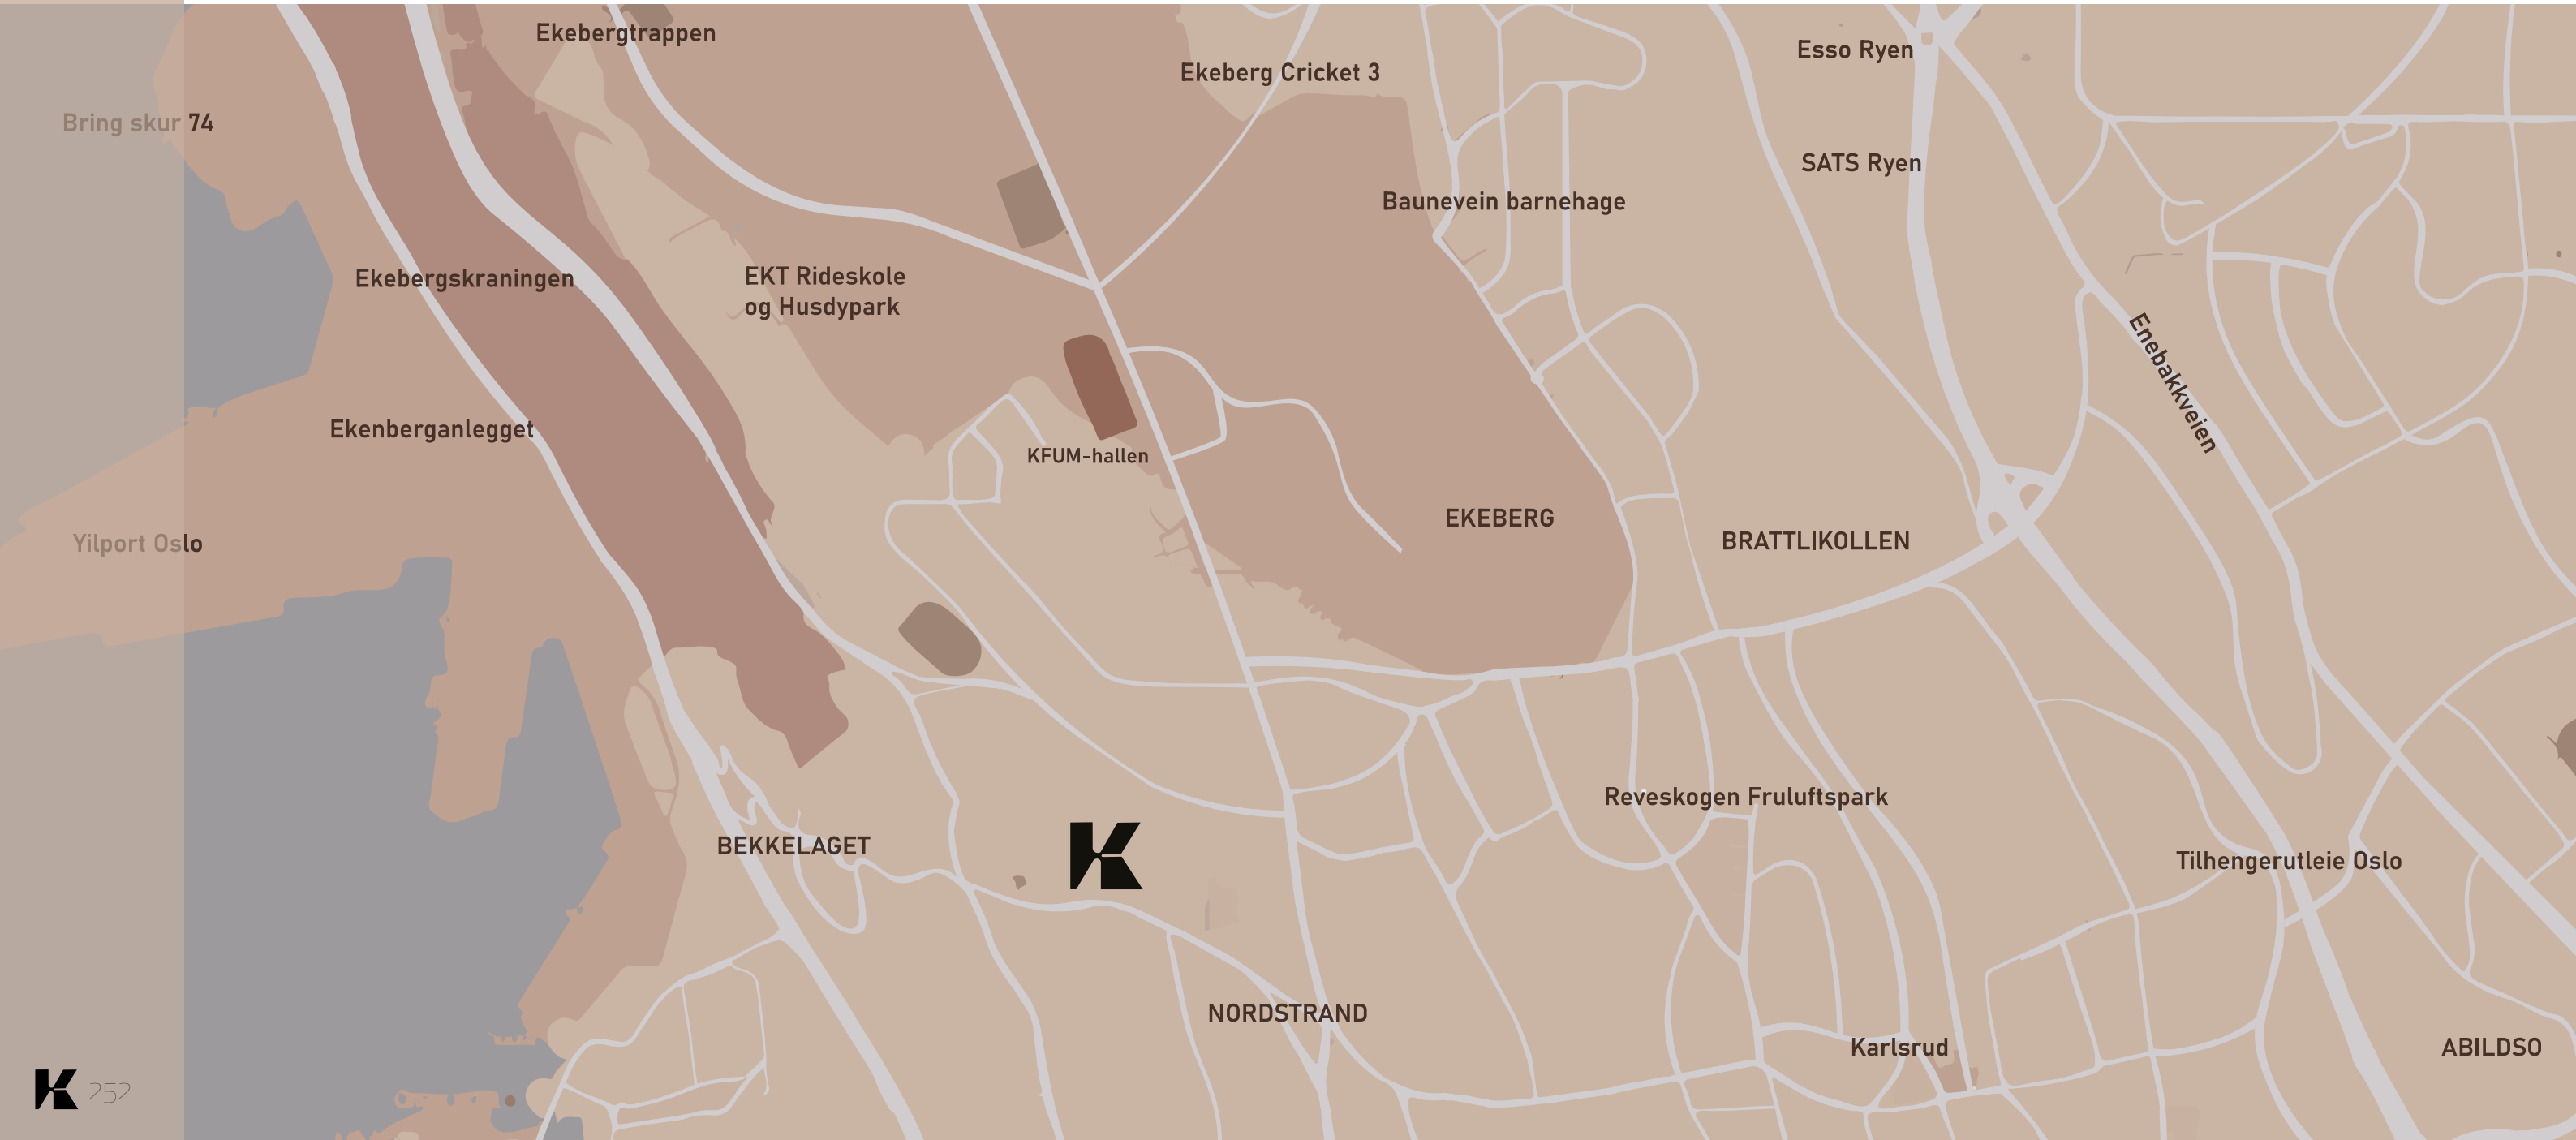 Ekebergtrappen
Esso Ryen
Ekeberg Cricket 3
Bring skur 74
SATS Ryen
Baunevein barnehage
Ekebergskraningen
EKT Rideskole
og Husdypark
Enebakkveien
Ekenberganlegget
KFUM-hallen
EKEBERG
BRATTLIKOLLEN
Yilport Oslo
Reveskogen Fruluftspark
BEKKELAGET
K
Tilhengerutleie Oslo
NORDSTRAND
Karlsrud
ABILDSO
K 252